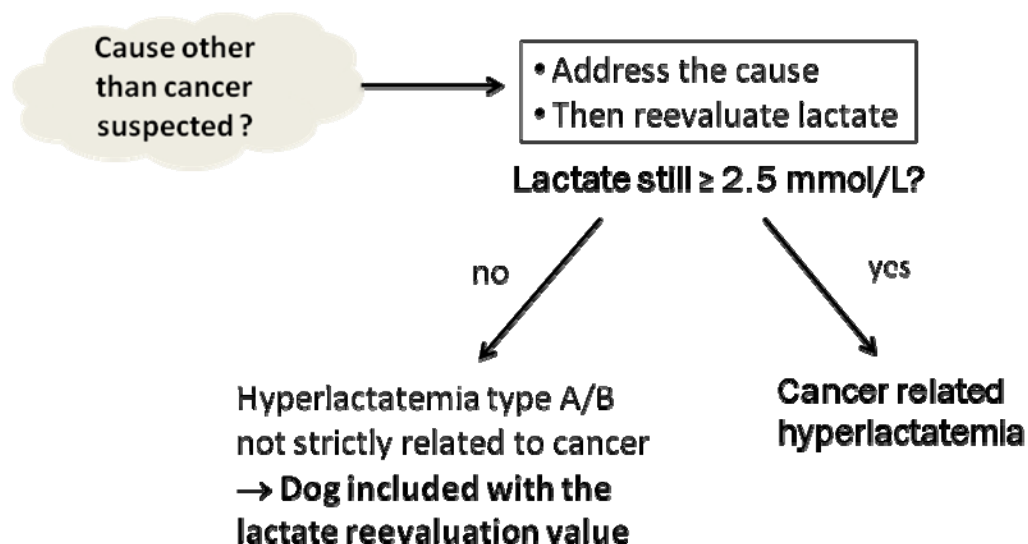 Cause other
than cancer
suspected ?
• Address the cause
• Then reevaluate lactate
Lactate still ≥ 2.5 mmol/L?
no
yes
Hyperlactatemia type A/B
not strictly related to cancer
→ Dog included with the
lactate reevaluation value
Cancer related
hyperlactatemia